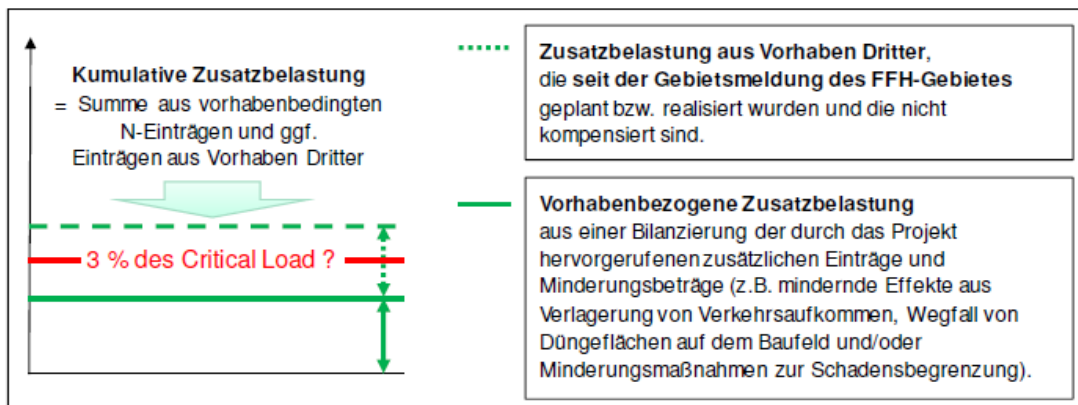 Kumulative Zusatzbelastung
= Summe aus vorhabenbedingten
N-Einträgen und ggf.
Einträgen aus Vorhaben Dritter
3 % des Critical Load ?
Zusatzbelastung aus Vorhaben Dritter,
die seit der Gebietsmeldung des FFH-Gebietes
geplant bzw. realisiert wurden und die nicht
kompensiert sind.
Vorhabenbezogene Zusatzbelastung
aus einer Bilanzierung der durch das Projekt
hervorgerufenen zusätzlichen Einträge und
Minderungsbeträge (z.B. mindernde Effekte aus
Verlagerung von Verkehrsaufkommen, Wegfall von
Düngeflächen auf dem Baufeld und/oder
Minderungsmaßnahmen zur Schadensbegrenzung).